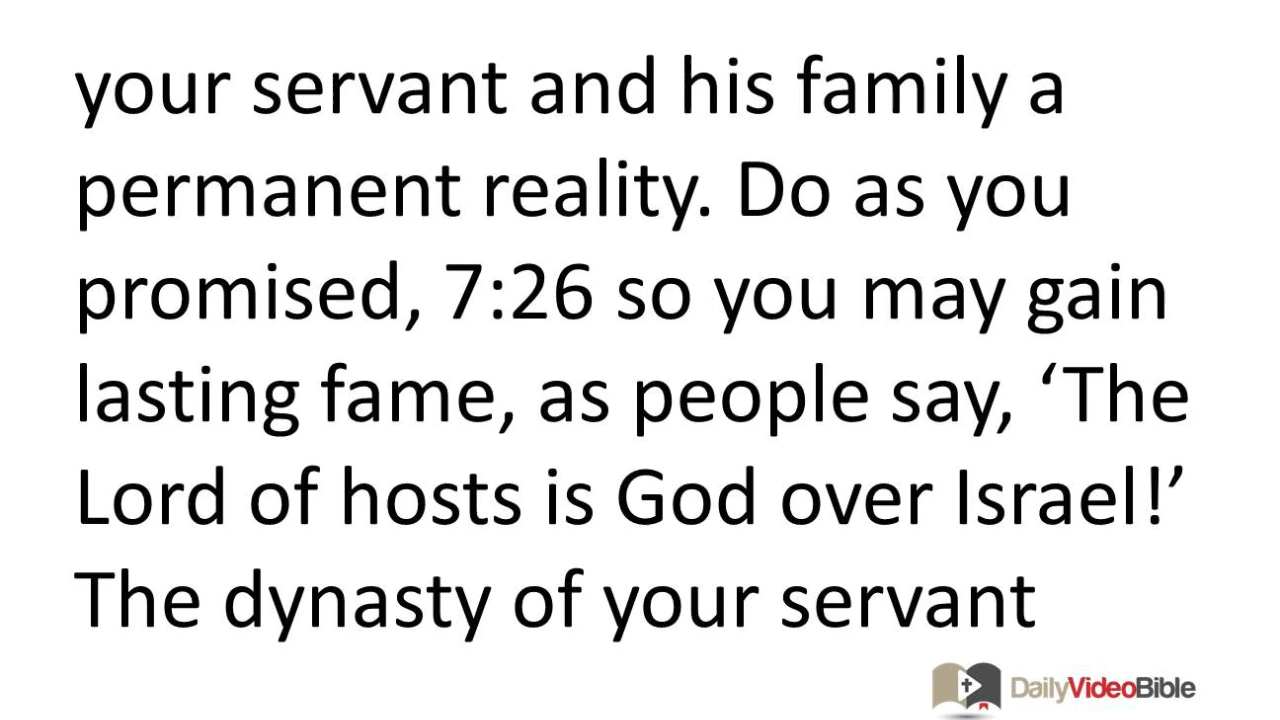 your servant and his family a
permanent reality. Do as you
promised, 7:26 so you may gain
lasting fame, as people say, ‘The
Lord of hosts is God over Israel!’
The dynasty of your servant
DailyVideoBible